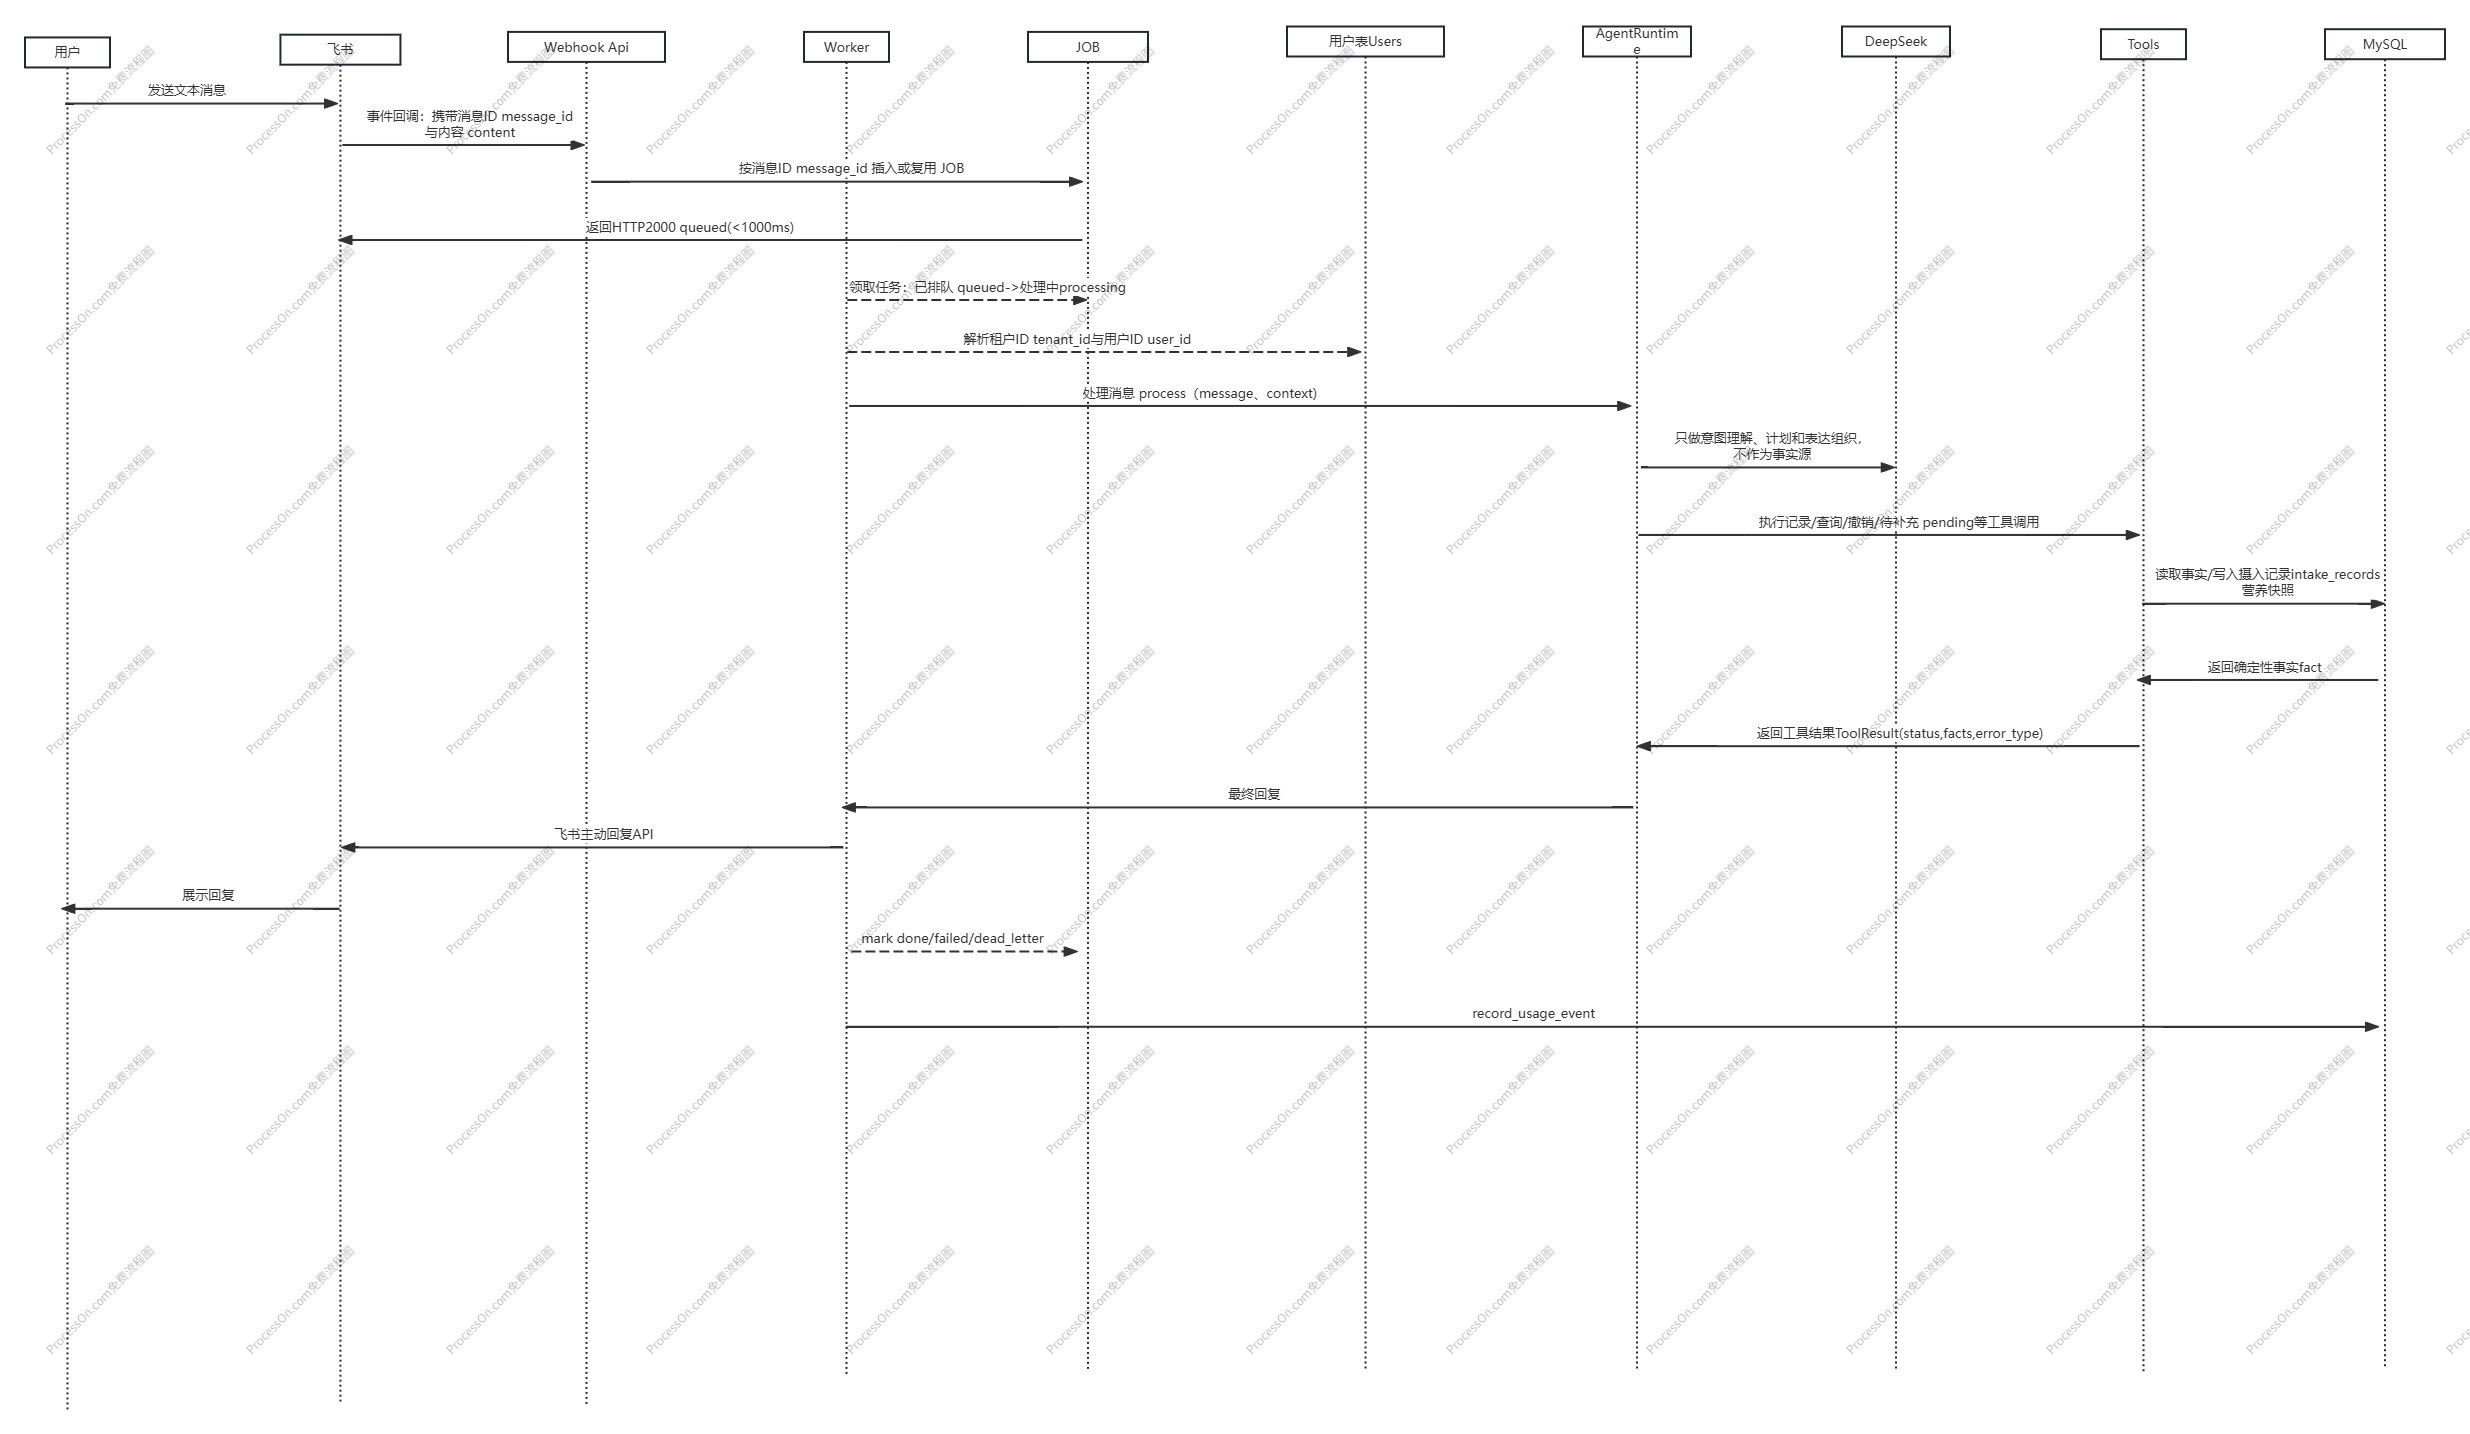 用户
飞书
Webhook Api
Worker
JOB
用户表Users
AgentRuntim
e
DeepSeek
Tools
MySQL
发送文本消息
事件回调：携带消息ID message_id
与内容 content
按消息ID message_id 插入或复用 JOB
返回HTTP2000 queued(<1000ms)
领取任务：已排队 queued->处理中processing
解析租户ID tenant_id与用户ID user_id
处理消息 process（message、context)
只做意图理解、计划和表达组织，
不作为事实源
执行记录/查询/撤销/待补充 pending等工具调用
读取事实/写入摄入记录intake_records
营养快照
返回确定性事实fact
返回工具结果ToolResult(status,facts,error_type)
最终回复
飞书主动回复API
展示回复
mark done/failed/dead_letter
record_usage_event
ProcessOn.com免费流程图